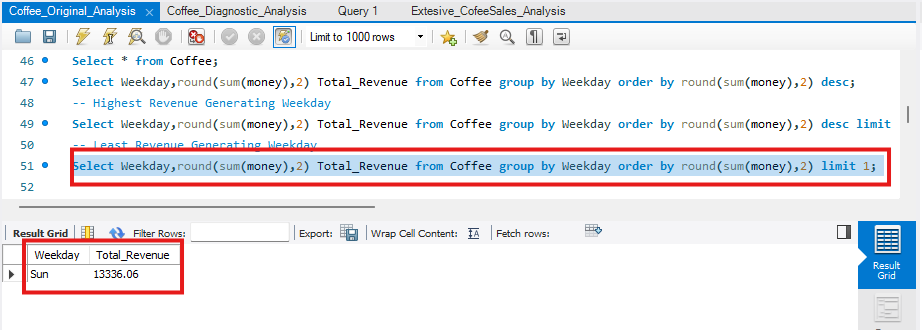 Coffee_Original_Analysis Coffee_Diagnostic_Analysis Query 1 Extesive_CofeeSales_Analysis
Limit to 1000 rows
46 Select * from Coffee;
47 Select Weekday,round(sum(money),2) Total_Revenue from Coffee group by Weekday order by round(sum(money),2) desc;
48 -- Highest Revenue Generating Weekday
49 Select Weekday,round(sum(money),2) Total_Revenue from Coffee group by Weekday order by round(sum(money),2) desc limit
50 -- Least Revenue Generating Weekday
51 Select Weekday,round(sum(money),2) Total_Revenue from Coffee group by Weekday order by round(sum(money),2) limit 1;
52
Result Grid Filter Rows: Export: Wrap Cell Content: Fetch rows:
Weekday Total_Revenue
Sun 13336.06
Result
Grid